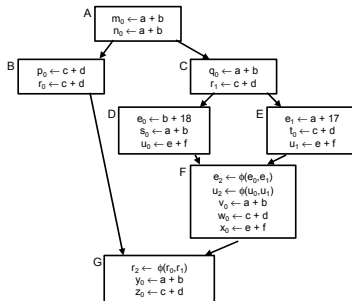 A
m₀ ← a + b
n₀ ← a + b
B
p₀ ← c + d
r₀ ← c + d
C
q₀ ← a + b
r₁ ← c + d
D
e₀ ← b + 18
s₀ ← a + b
u₀ ← e + f
E
e₁ ← a + 17
t₀ ← c + d
u₁ ← e + f
F
e₂ ← ϕ(e₀,e₁)
u₂ ← ϕ(u₀,u₁)
v₀ ← a + b
w₀ ← c + d
x₀ ← e + f
G
r₂ ← ϕ(r₀,r₁)
y₀ ← a + b
z₀ ← c + d